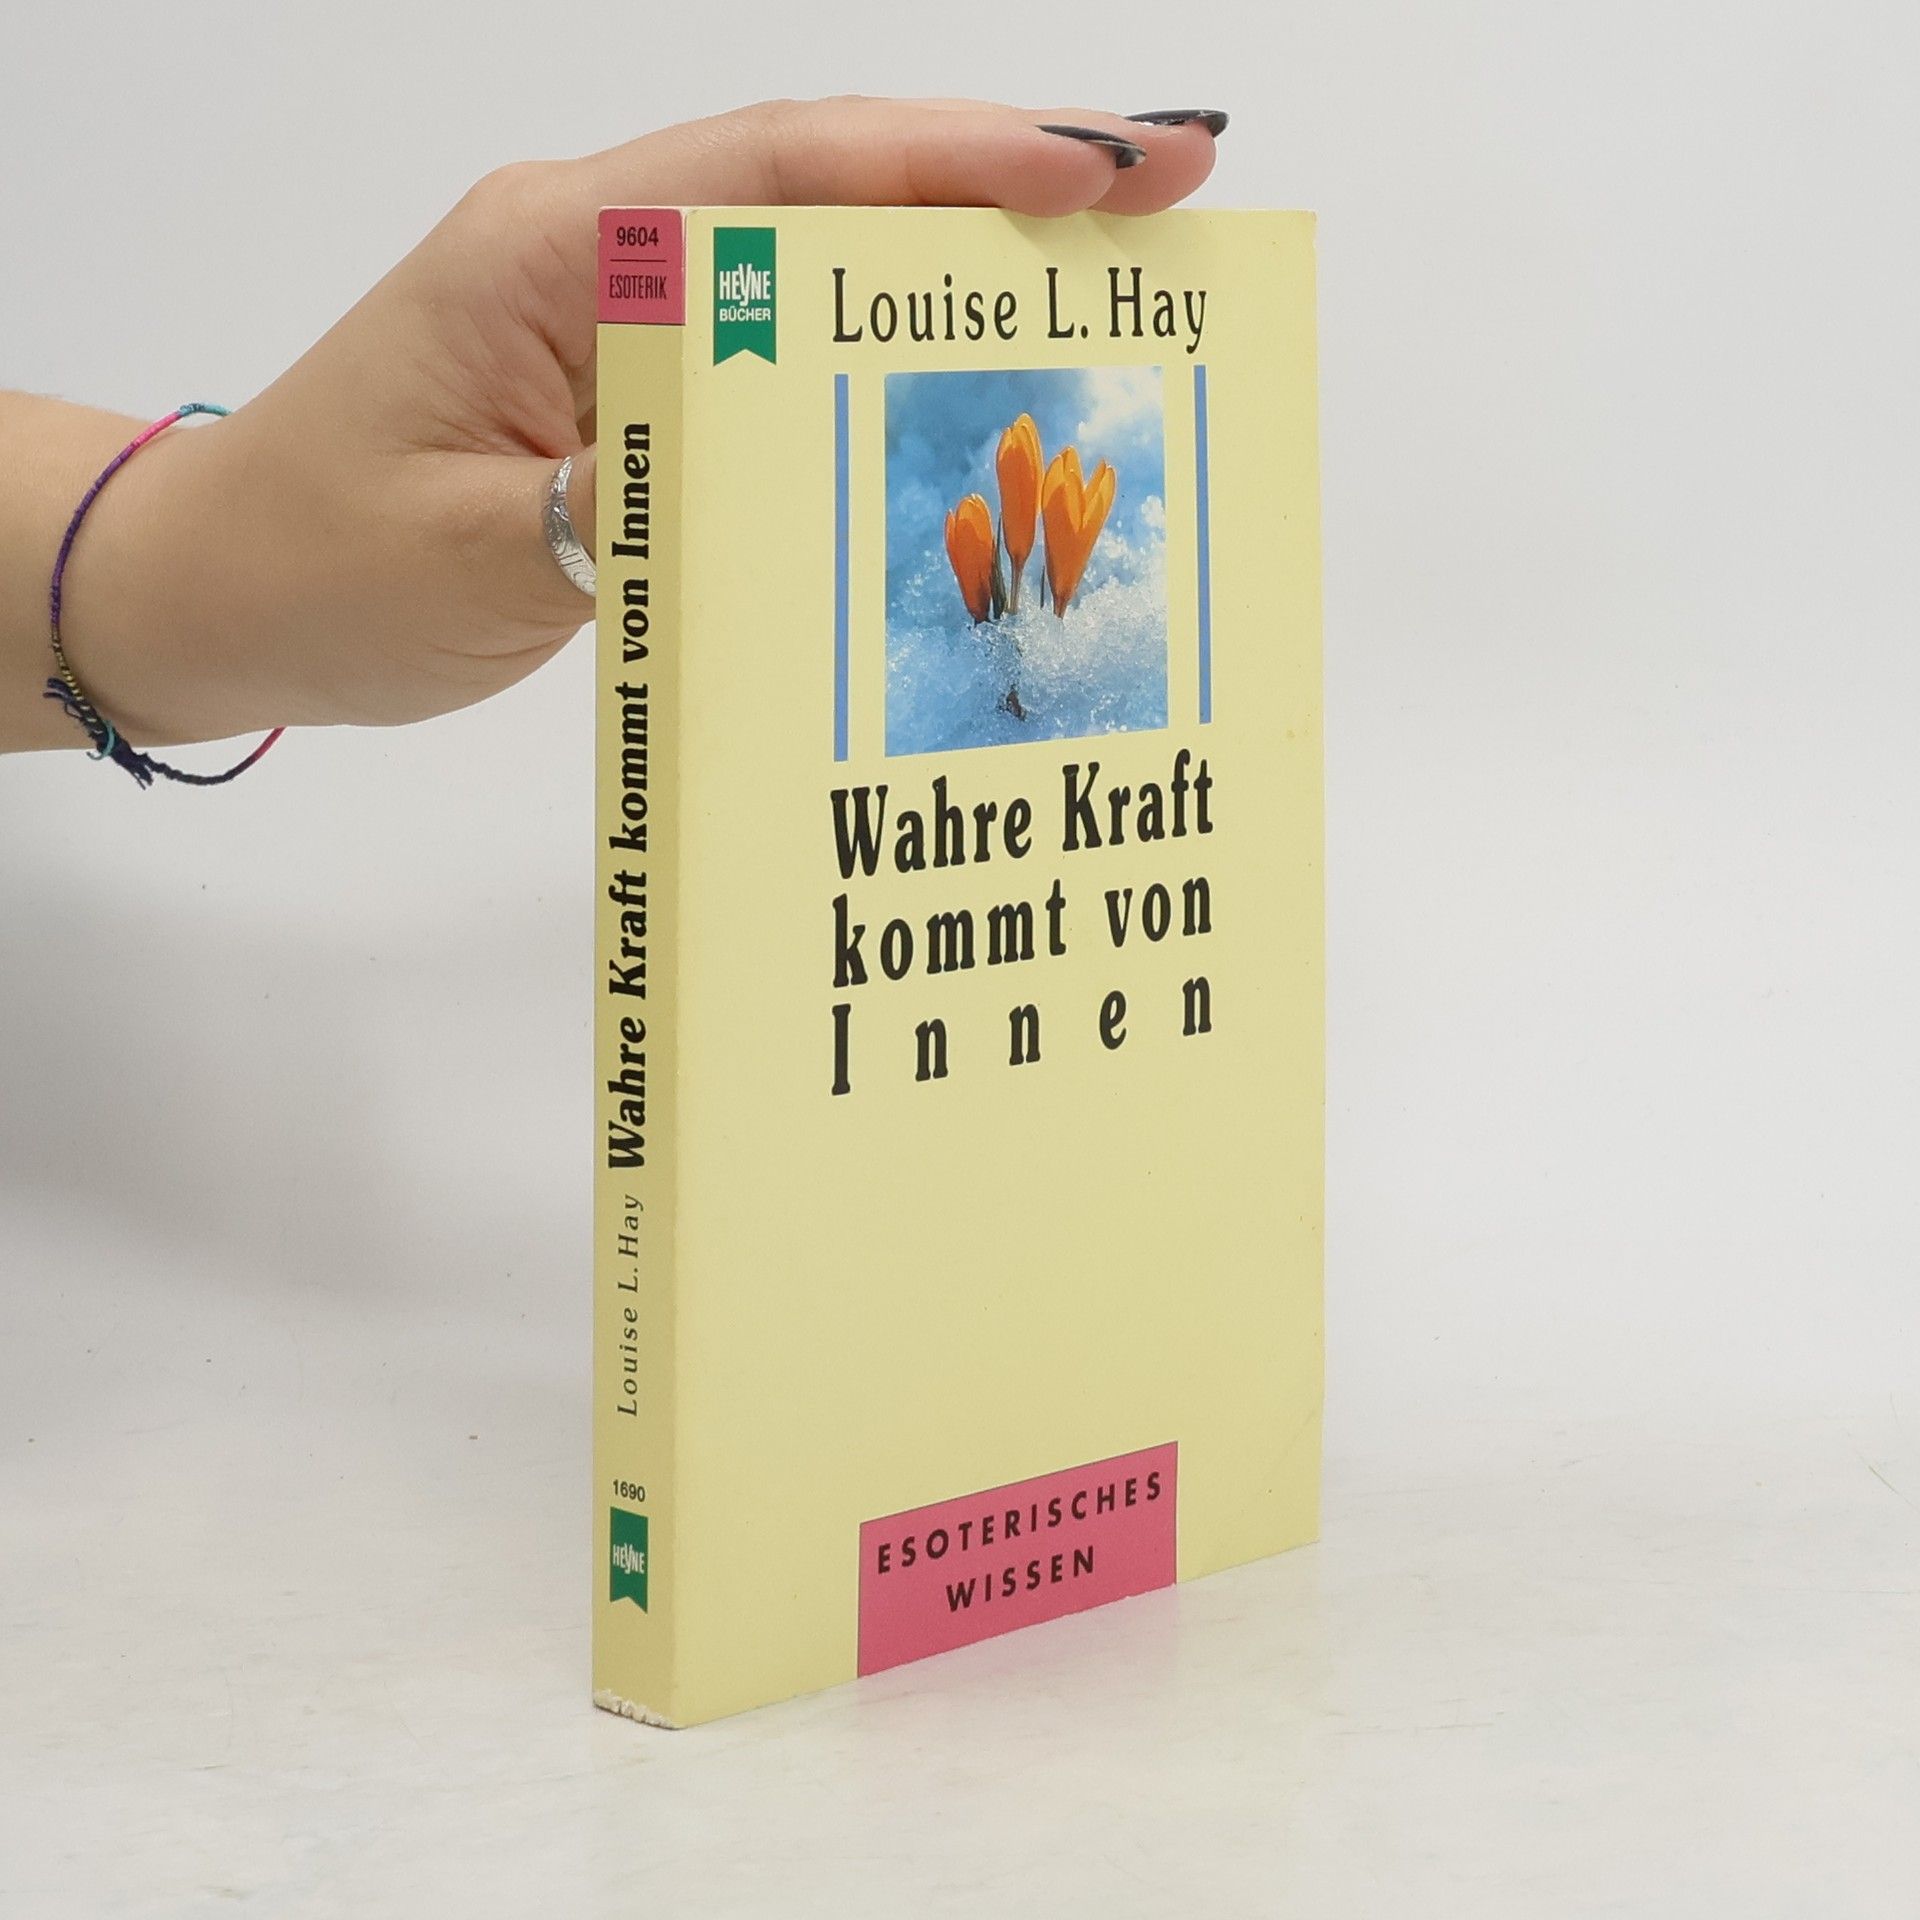 9604
ESOTERIK
Louise L. Hay Wahre Kraft kommt von Innen
1690
HEYNE
HEYNE
BÜCHER
Louise L. Hay
Wahre Kraft
kommt von
Innen
ESOTERISCHES
WISSEN